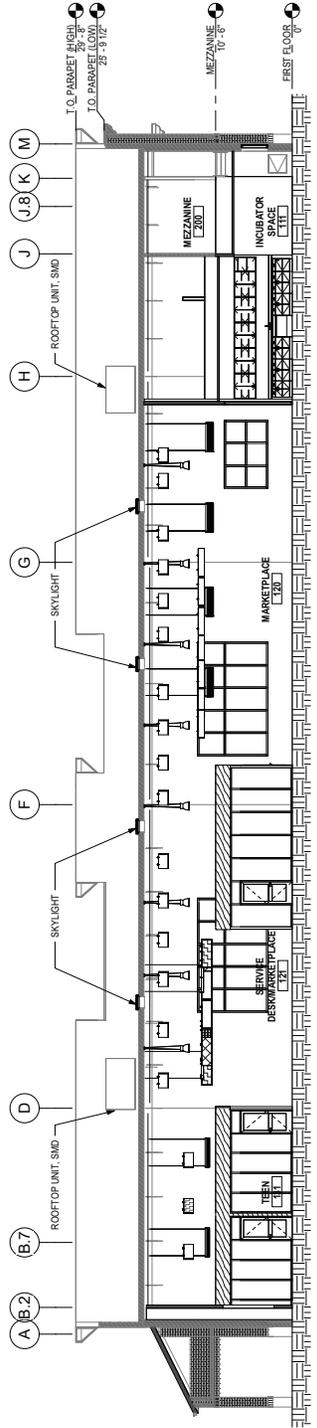 A
B.2
B.7
D
F
G
H
J
J.8
K
M
ROOFTOP UNIT, SMD
SKYLIGHT
SKYLIGHT
ROOFTOP UNIT, SMD
T.O. PARAPET (HIGH)
29' - 8"
T.O. PARAPET (LOW)
25' - 9 1/2"
MEZZANINE
10' - 6"
FIRST FLOOR
0"
MEZZANINE
200
INCUBATOR
SPACE
111
MARKETPLACE
120
SERVICE
DESK/MARKETPLACE
121
TEEN